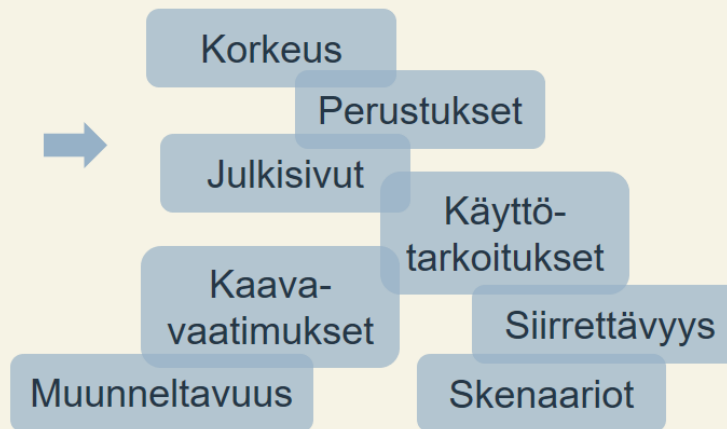 Korkeus
Perustukset
Julkisivut
Käyttö-
tarkoitukset
Kaava-
vaatimukset
Siirrettävyys
Muunneltavuus
Skenaariot